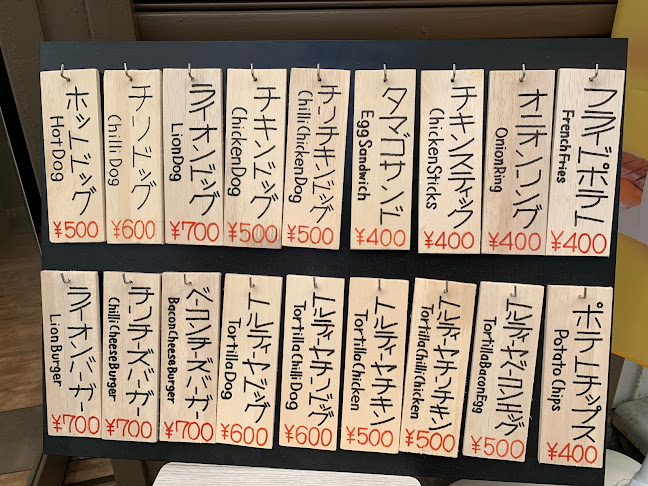 ホットドッグ
Hot Dog
¥500
チリドッグ
Chilli Dog
¥600
ライオンドッグ
Lion Dog
¥700
チキンドッグ
Chicken Dog
¥500
チリチキンドッグ
Chilli Chicken Dog
¥500
タマゴサンド
Egg Sandwich
¥400
チキンスティック
Chicken Sticks
¥400
オニオンリング
Onion Ring
¥400
フライドポテト
French Fries
¥400
ライオンバーガー
Lion Burger
¥700
チリチーズバーガー
Chilli Cheese Burger
¥700
ベーコンチーズバーガー
Bacon Cheese Burger
¥700
トルティーヤドッグ
Tortilla Dog
¥600
トルティーヤチリドッグ
Tortilla Chilli Dog
¥600
トルティーヤチキン
Tortilla Chicken
¥500
トルティーヤチリチキン
Tortilla Chilli Chicken
¥500
トルティーヤベーコンエッグ
Tortilla Bacon Egg
¥500
ポテトチップス
Potato Chips
¥400